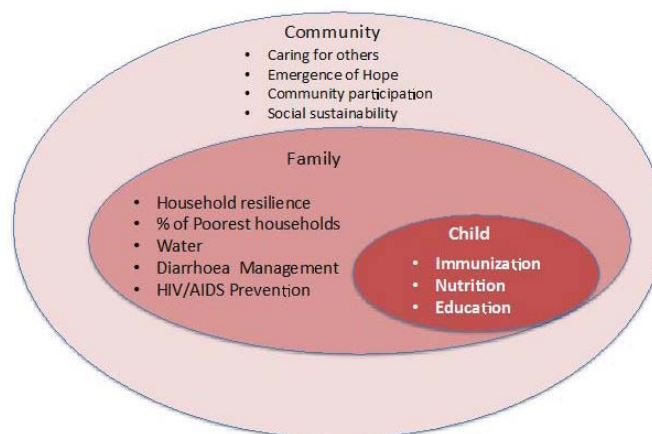 Community
• Caring for others
• Emergence of Hope
• Community participation
• Social sustainability
Family
• Household resilience
• % of Poorest households
• Water
• Diarrhoea Management
• HIV/AIDS Prevention
Child
• Immunization
• Nutrition
• Education